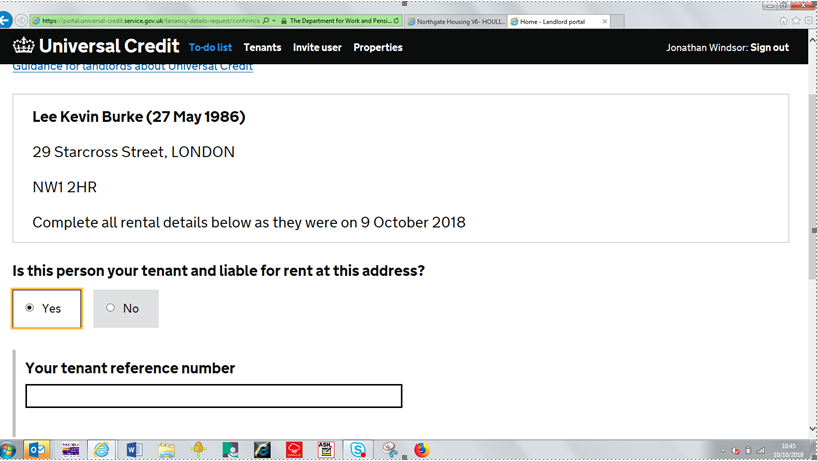 https://portal.universal-credit.service.gov.uk/tenancy-details-request/confirm/a
The Department for Work and Pensi...
Northgate Housing V6- HOULI...
Home - Landlord portal
Universal Credit
To-do list
Tenants
Invite user
Properties
Jonathan Windsor: Sign out
Guidance for landlords about Universal Credit
Lee Kevin Burke (27 May 1986)
29 Starcross Street, LONDON
NW1 2HR
Complete all rental details below as they were on 9 October 2018
Is this person your tenant and liable for rent at this address?
Yes
No
Your tenant reference number
10:45
10/10/2018